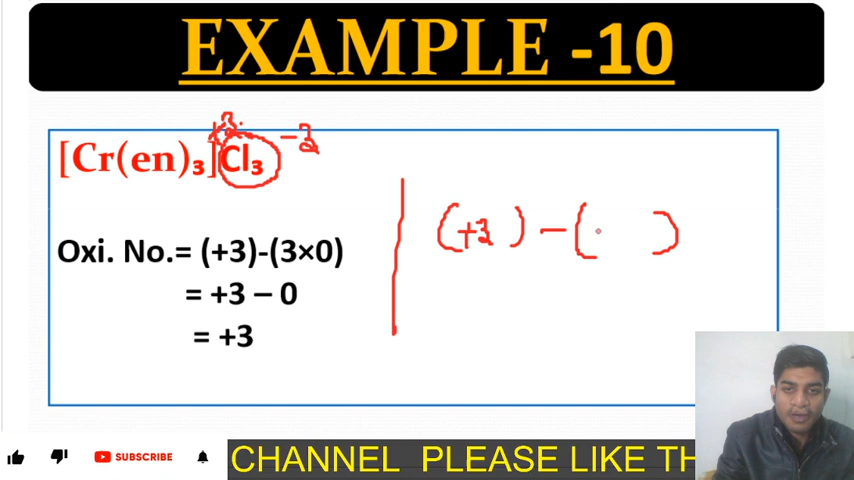 EXAMPLE -10
+3
[Cr(en)₃]Cl₃ -3
Oxi. No.= (+3)-(3×0)
= +3 – 0
= +3
(+3) - ( )
SUBSCRIBE
CHANNEL PLEASE LIKE TH